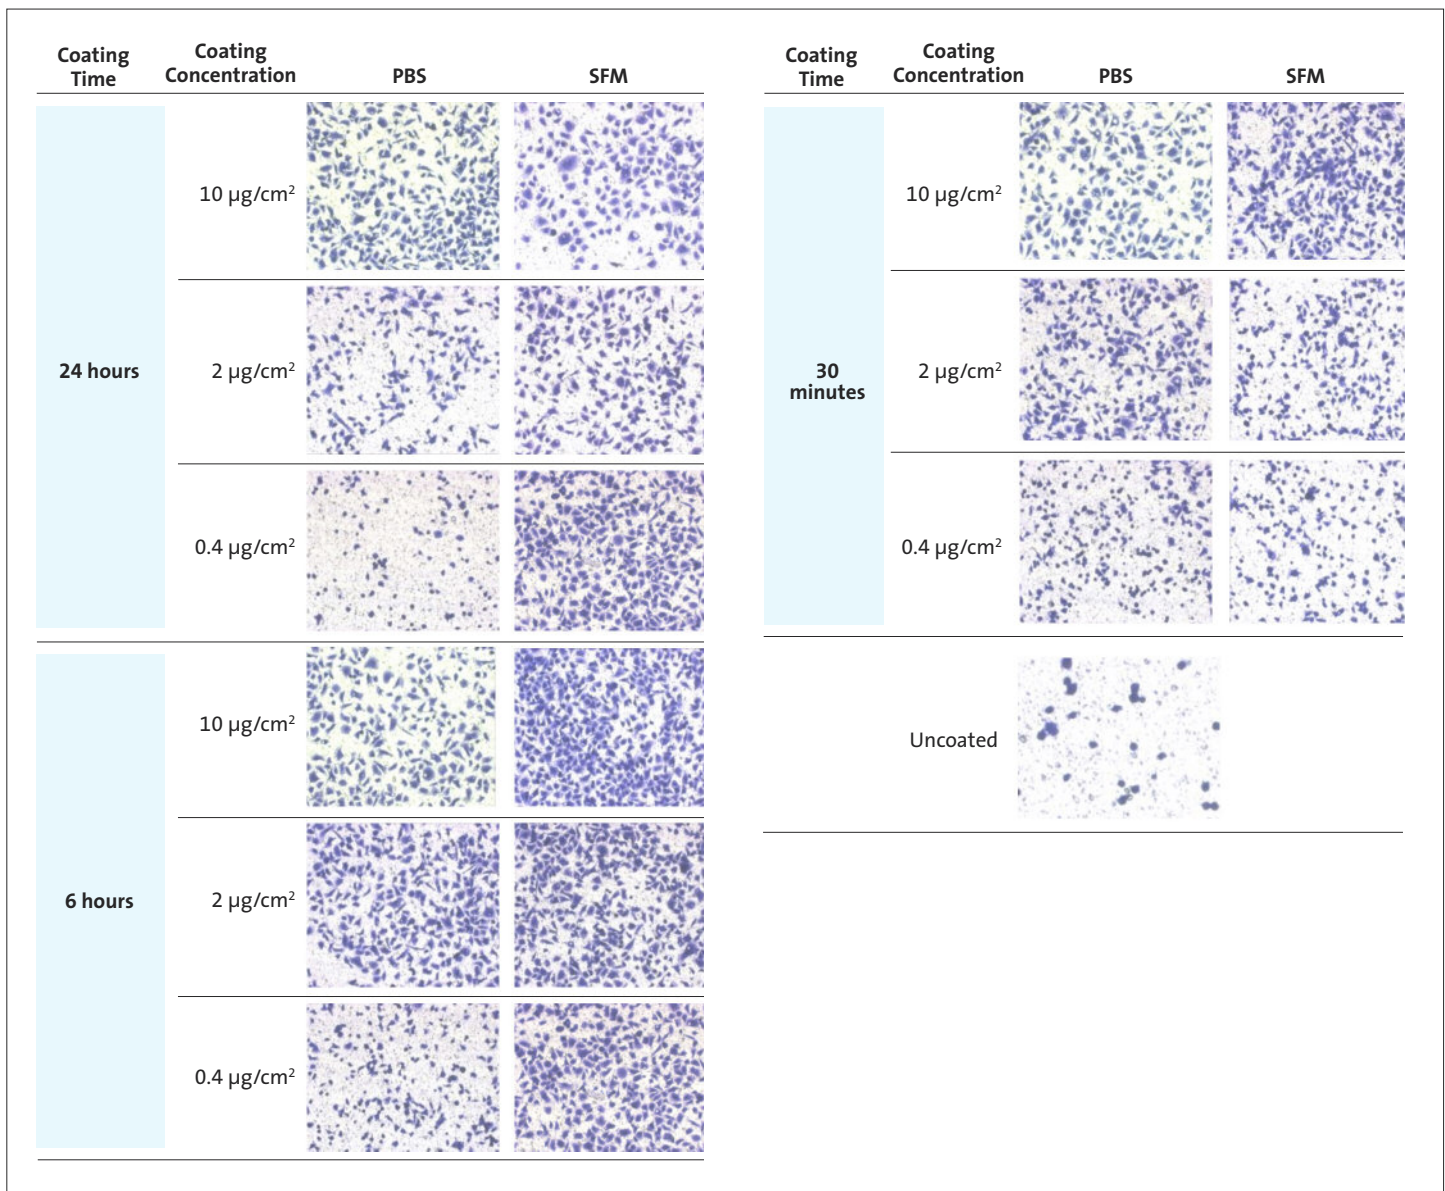 Coating Time
Coating Concentration
PBS
SFM
24 hours
10 µg/cm²
2 µg/cm²
0.4 µg/cm²
6 hours
10 µg/cm²
2 µg/cm²
0.4 µg/cm²
Coating Time
Coating Concentration
PBS
SFM
30 minutes
10 µg/cm²
2 µg/cm²
0.4 µg/cm²
Uncoated